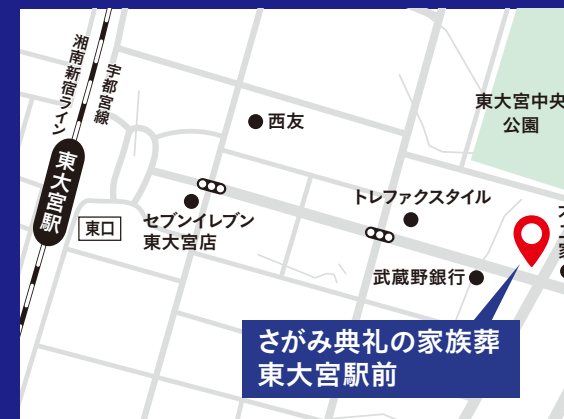 湘南新宿ライン
宇都宮線
東大宮駅
東口
西友
セブンイレブン
東大宮店
トレファクスタイル
東大宮中央
公園
武蔵野銀行
さがみ典礼の家族葬
東大宮駅前